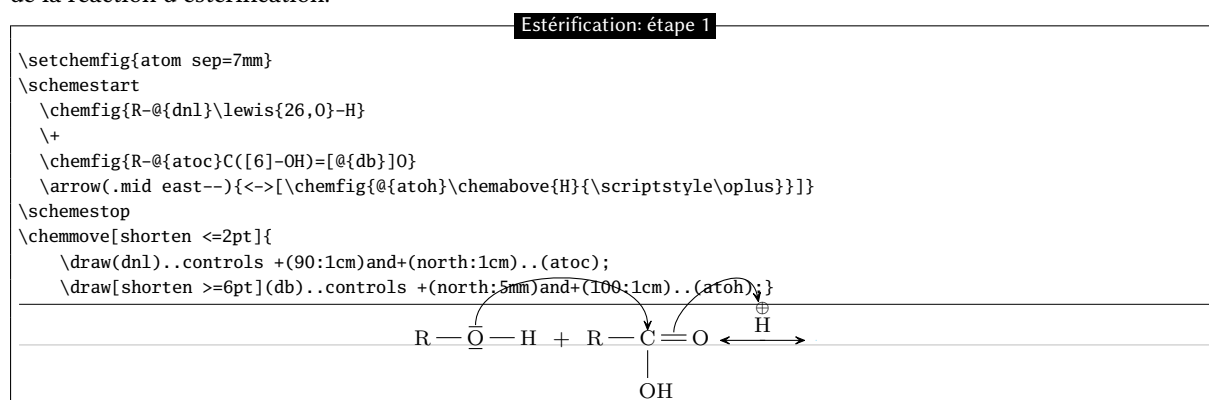 de la réaction d'estérification.
Estérification: étape 1
\setchemfig{atom sep=7mm}
\schemestart
\chemfig{R-@{dnl}\lewis{26,O}-H}
\+
\chemfig{R-@{atoc}C([6]-OH)=[@{db}]O}
\arrow(.mid east--){<->[\chemfig{@{atoh}\chemabove{H}{\scriptstyle\oplus}}]}
\schemestop
\chemmove[shorten <=2pt]{
\draw(dnl)..controls +(90:1cm)and+(north:1cm)..(atoc);
\draw[shorten >=6pt](db)..controls +(north:5mm)and+(100:1cm)..(atoh);}
⊕
H
R O H + R C O
OH